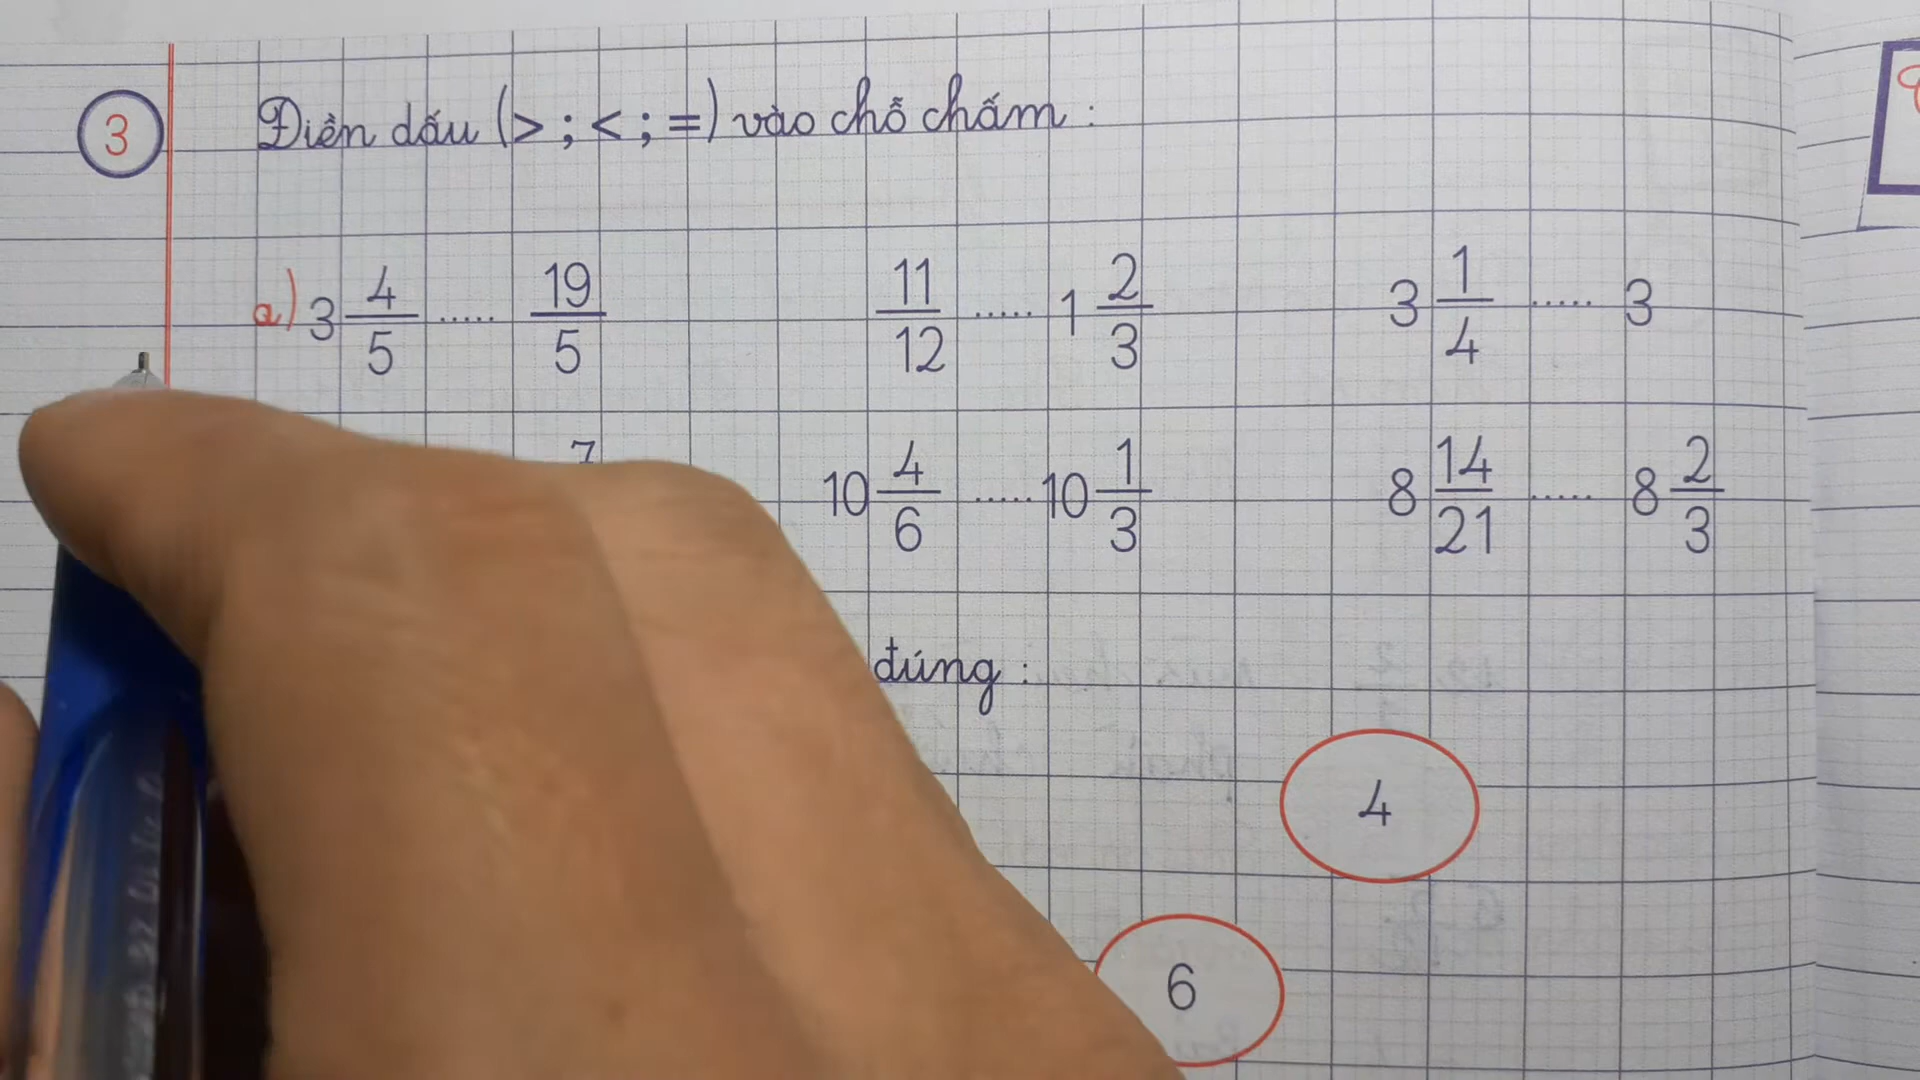 3 Điền dấu (> ; < ; =) vào chỗ chấm :
a) 3 4/5 ..... 19/5 11/12 ..... 1 2/3 3 1/4 ..... 3
7 10 4/6 ..... 10 1/3 8 14/21 ..... 8 2/3
đúng :
4
6